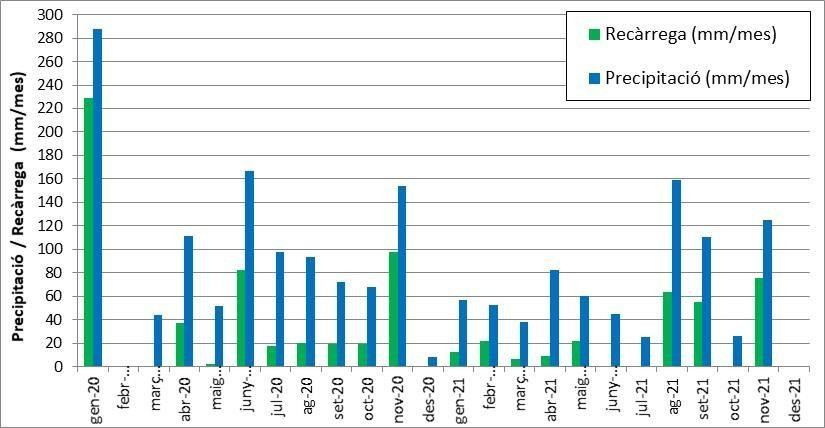 300
280
260
240
220
200
180
160
140
120
100
80
60
40
20
0
Precipitació / Recàrrega (mm/mes)
Recàrrega (mm/mes)
Precipitació (mm/mes)
gen-20
febr-...
març...
abr-20
maig...
juny-...
jul-20
ag-20
set-20
oct-20
nov-20
des-20
gen-21
febr-...
març...
abr-21
maig...
juny-...
jul-21
ag-21
set-21
oct-21
nov-21
des-21